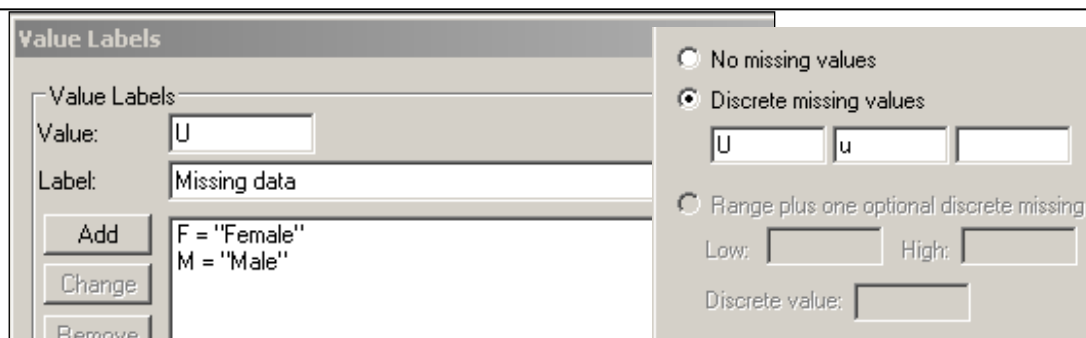 Value Labels
Value Labels
Value: U
Label: Missing data
Add
Change
Remove
F = "Female"
M = "Male"
No missing values
Discrete missing values
U u
Range plus one optional discrete missing
Low: High:
Discrete value: